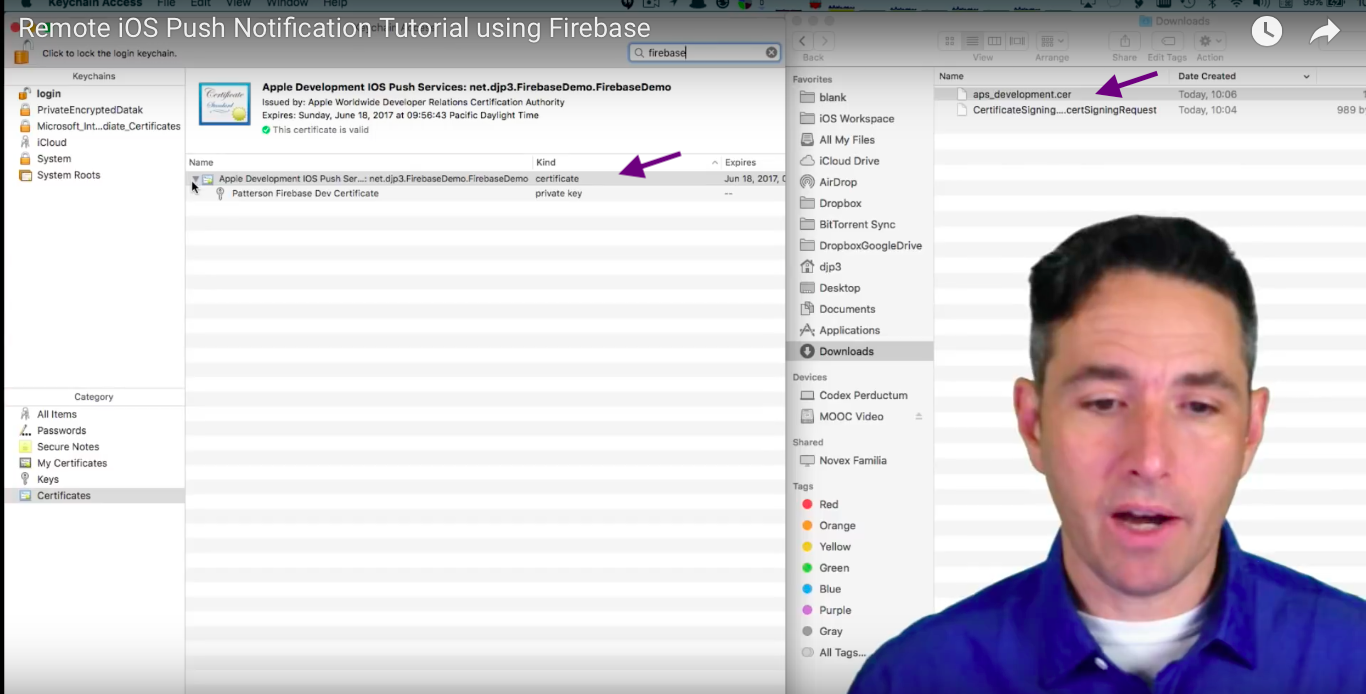 Keychain Access File Edit View Window Help
99%
Remote iOS Push Notification Tutorial using Firebase
Click to lock the login keychain.
firebase
Keychains
login
PrivateEncryptedDatak
Microsoft_Int...diate_Certificates
iCloud
System
System Roots
Apple Development IOS Push Services: net.djp3.FirebaseDemo.FirebaseDemo
Issued by: Apple Worldwide Developer Relations Certification Authority
Expires: Sunday, June 18, 2017 at 09:56:43 Pacific Daylight Time
This certificate is valid
Certificate
Standard
Name Kind Expires
Apple Development IOS Push Ser...: net.djp3.FirebaseDemo.FirebaseDemo certificate Jun 18, 2017, 0
Patterson Firebase Dev Certificate private key --
Category
All Items
Passwords
Secure Notes
My Certificates
Keys
Certificates
Downloads
Back View Arrange Share Edit Tags Action
Favorites
blank
iOS Workspace
All My Files
iCloud Drive
AirDrop
Dropbox
BitTorrent Sync
DropboxGoogleDrive
djp3
Desktop
Documents
Applications
Downloads
Devices
Codex Perductum
MOOC Video
Shared
Novex Familia
Tags
Red
Orange
Yellow
Green
Blue
Purple
Gray
All Tags...
Name Date Created
aps_development.cer Today, 10:06 1
CertificateSigning....certSigningRequest Today, 10:04 989 b